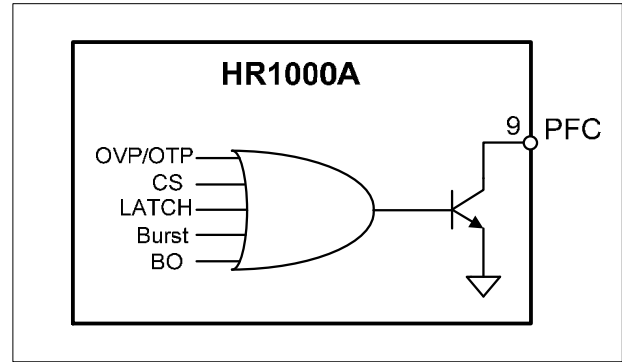 HR1000A
OVP/OTP
CS
LATCH
Burst
BO
9 PFC